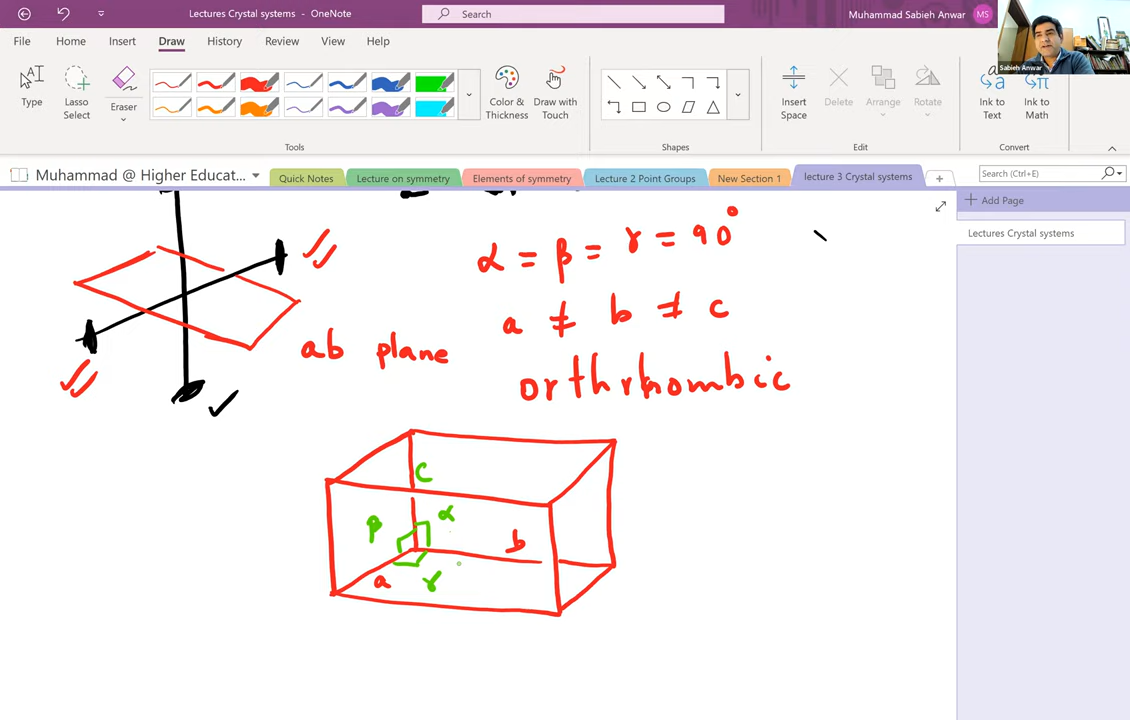 Lectures Crystal systems - OneNote
Search
Muhammad Sabieh Anwar MS
File Home Insert Draw History Review View Help
Sabieh Anwar
Type
Lasso Select
Eraser
Color & Thickness
Draw with Touch
Insert Space
Delete
Arrange
Rotate
Ink to Text
Ink to Math
Tools
Shapes
Edit
Convert
Muhammad @ Higher Educat...
Quick Notes
Lecture on symmetry
Elements of symmetry
Lecture 2 Point Groups
New Section 1
lecture 3 Crystal systems
Search (Ctrl+E)
Add Page
Lectures Crystal systems
α = β = γ = 90°
a ≠ b ≠ c
ab plane
orthrhombic
c
α
β
b
a
γ